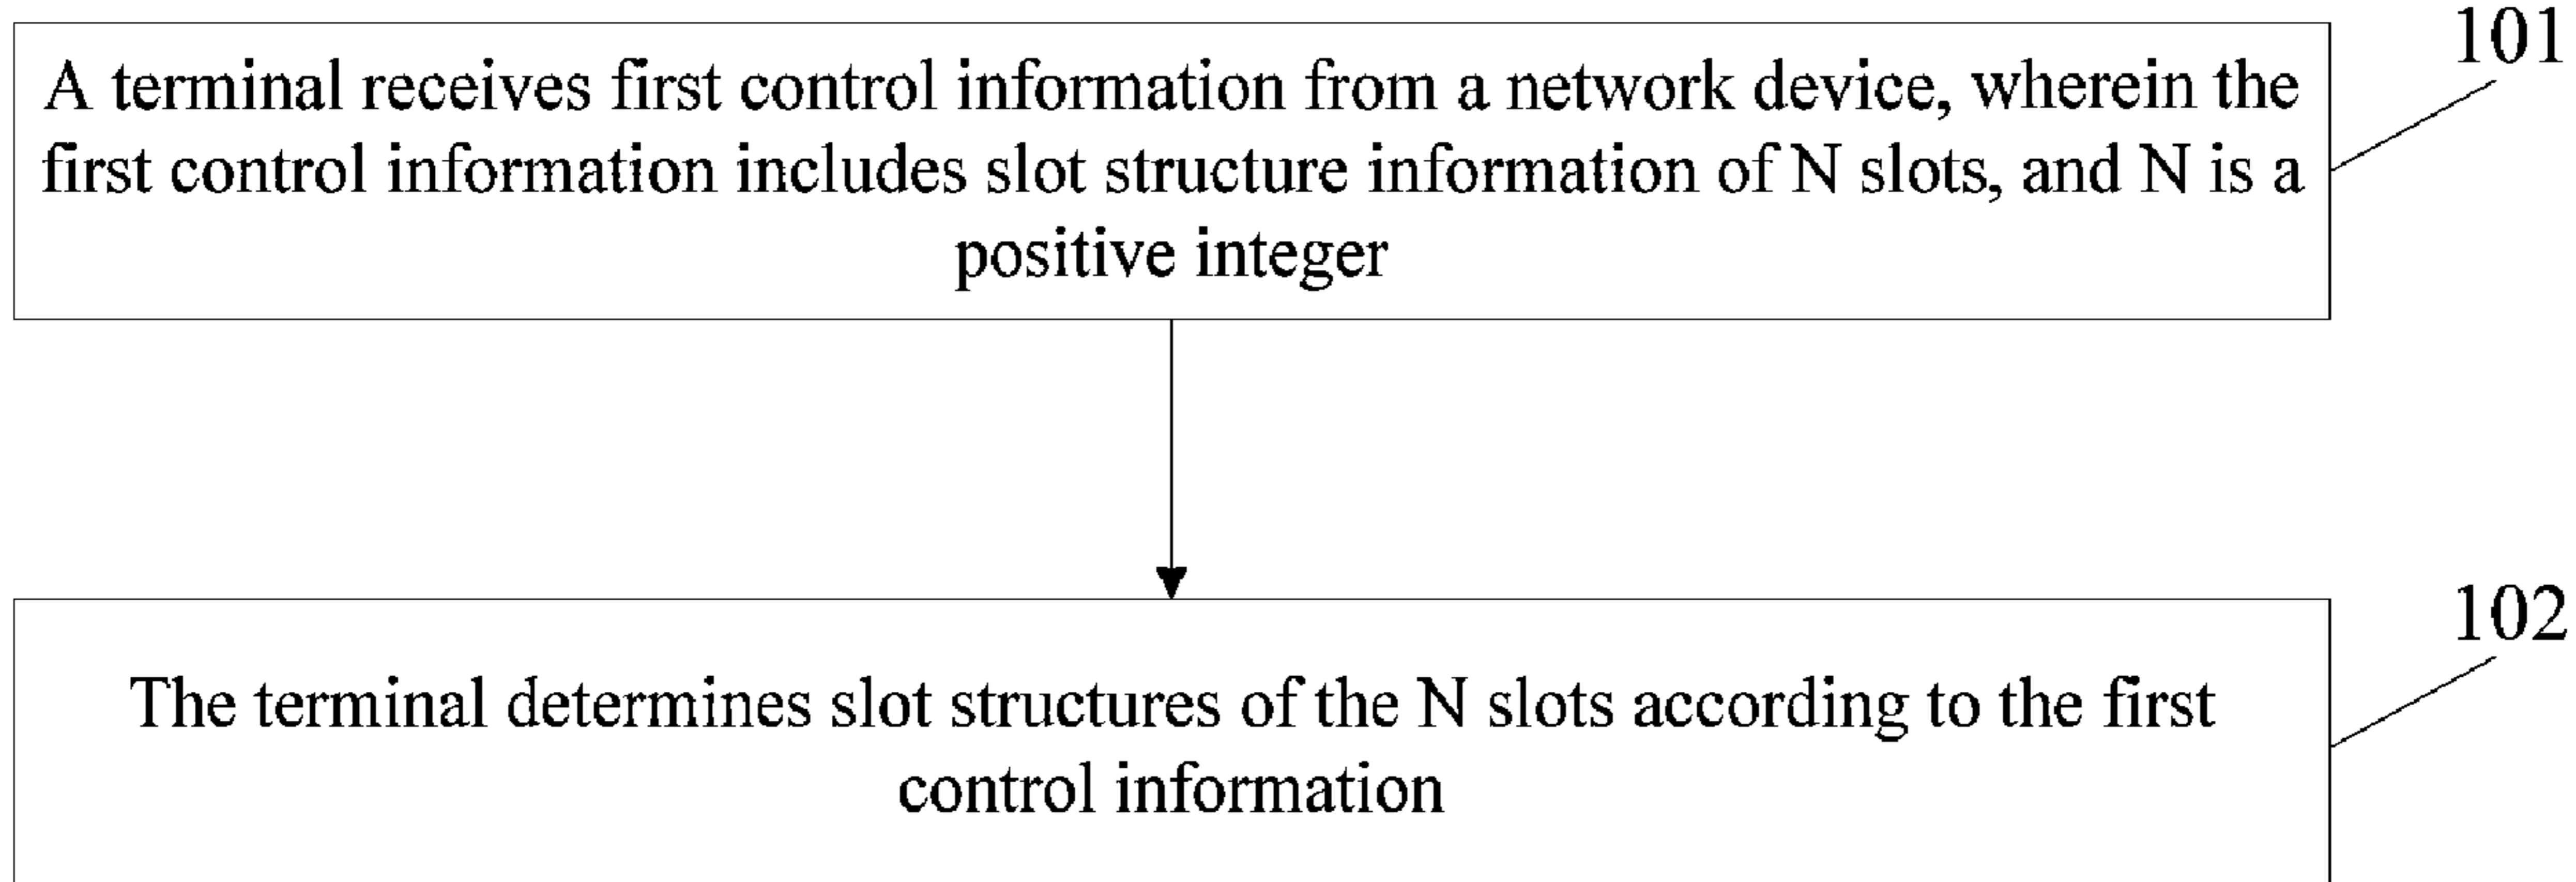 101
A terminal receives first control information from a network device, wherein the
first control information includes slot structure information of N slots, and N is a
positive integer
102
The terminal determines slot structures of the N slots according to the first
control information